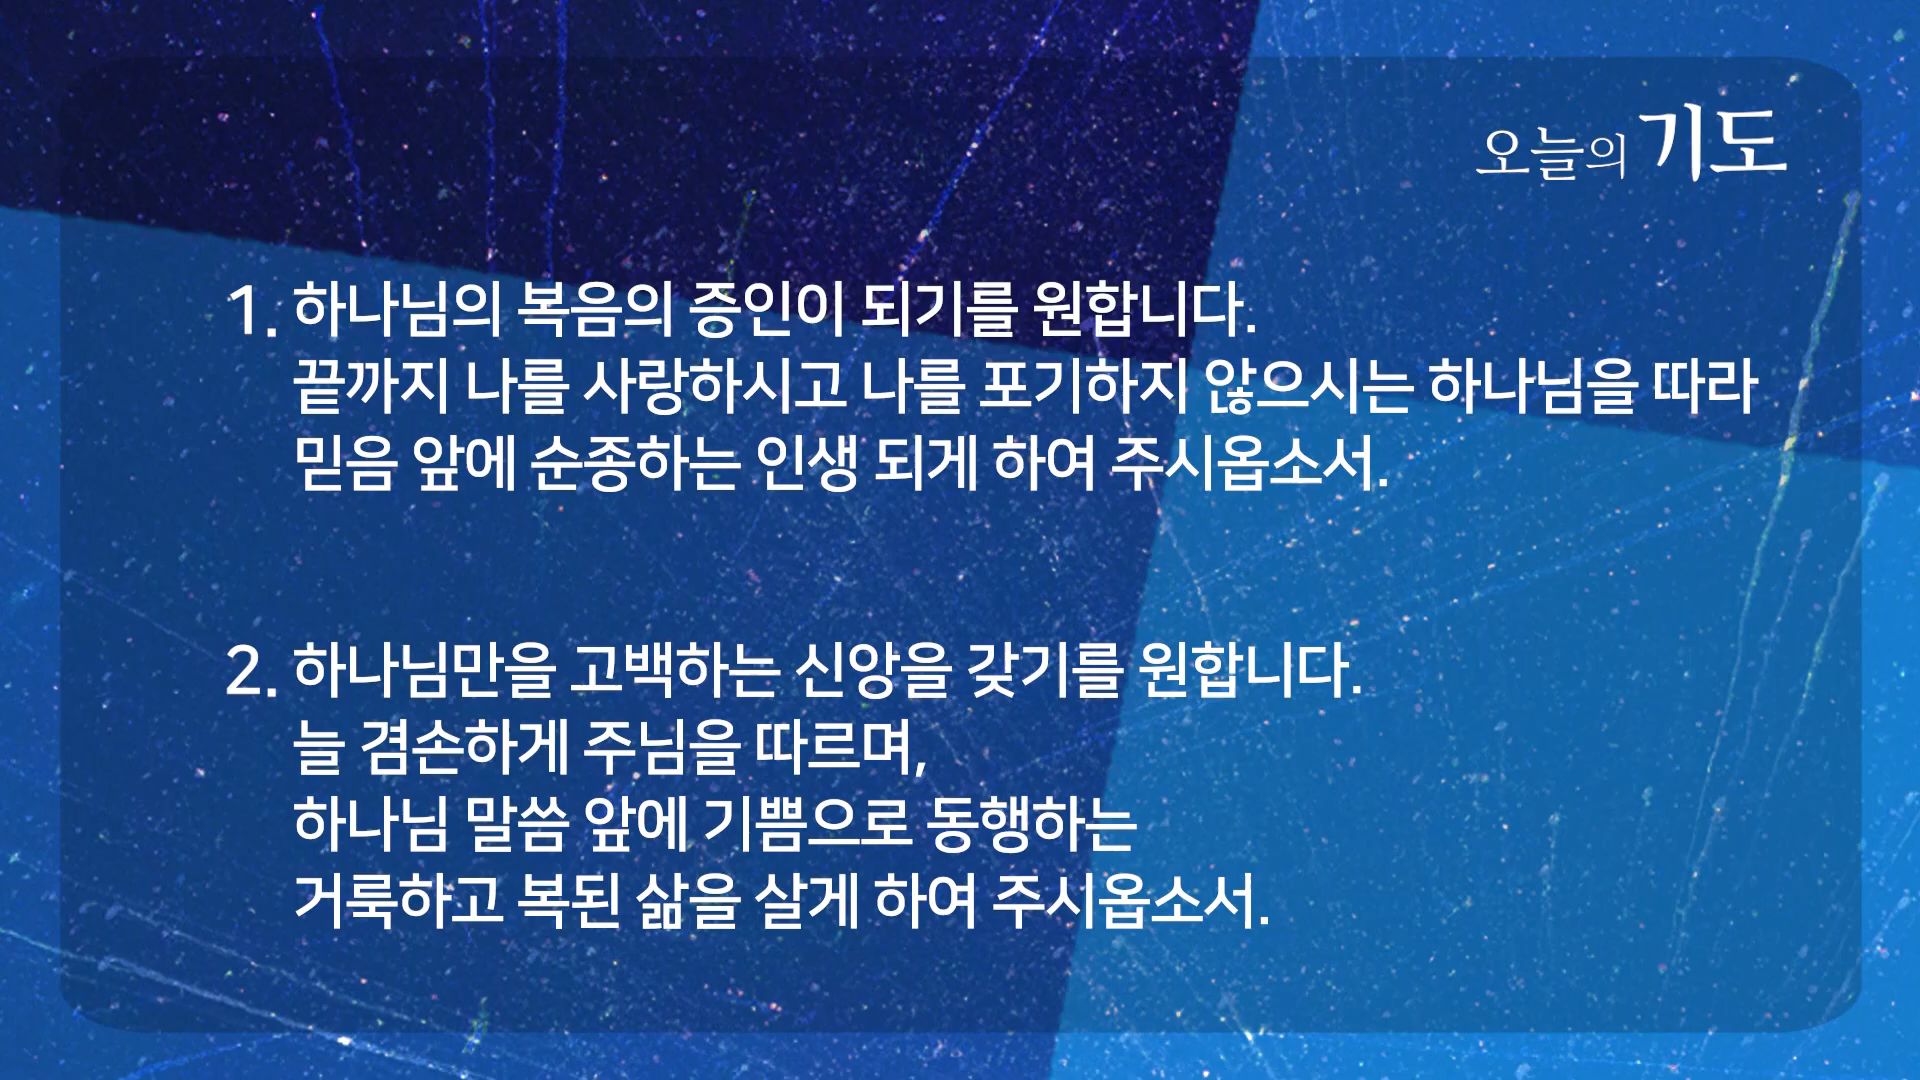 오늘의 기도
1. 하나님의 복음의 증인이 되기를 원합니다.
끝까지 나를 사랑하시고 나를 포기하지 않으시는 하나님을 따라
믿음 앞에 순종하는 인생 되게 하여 주시옵소서.
2. 하나님만을 고백하는 신앙을 갖기를 원합니다.
늘 겸손하게 주님을 따르며,
하나님 말씀 앞에 기쁨으로 동행하는
거룩하고 복된 삶을 살게 하여 주시옵소서.